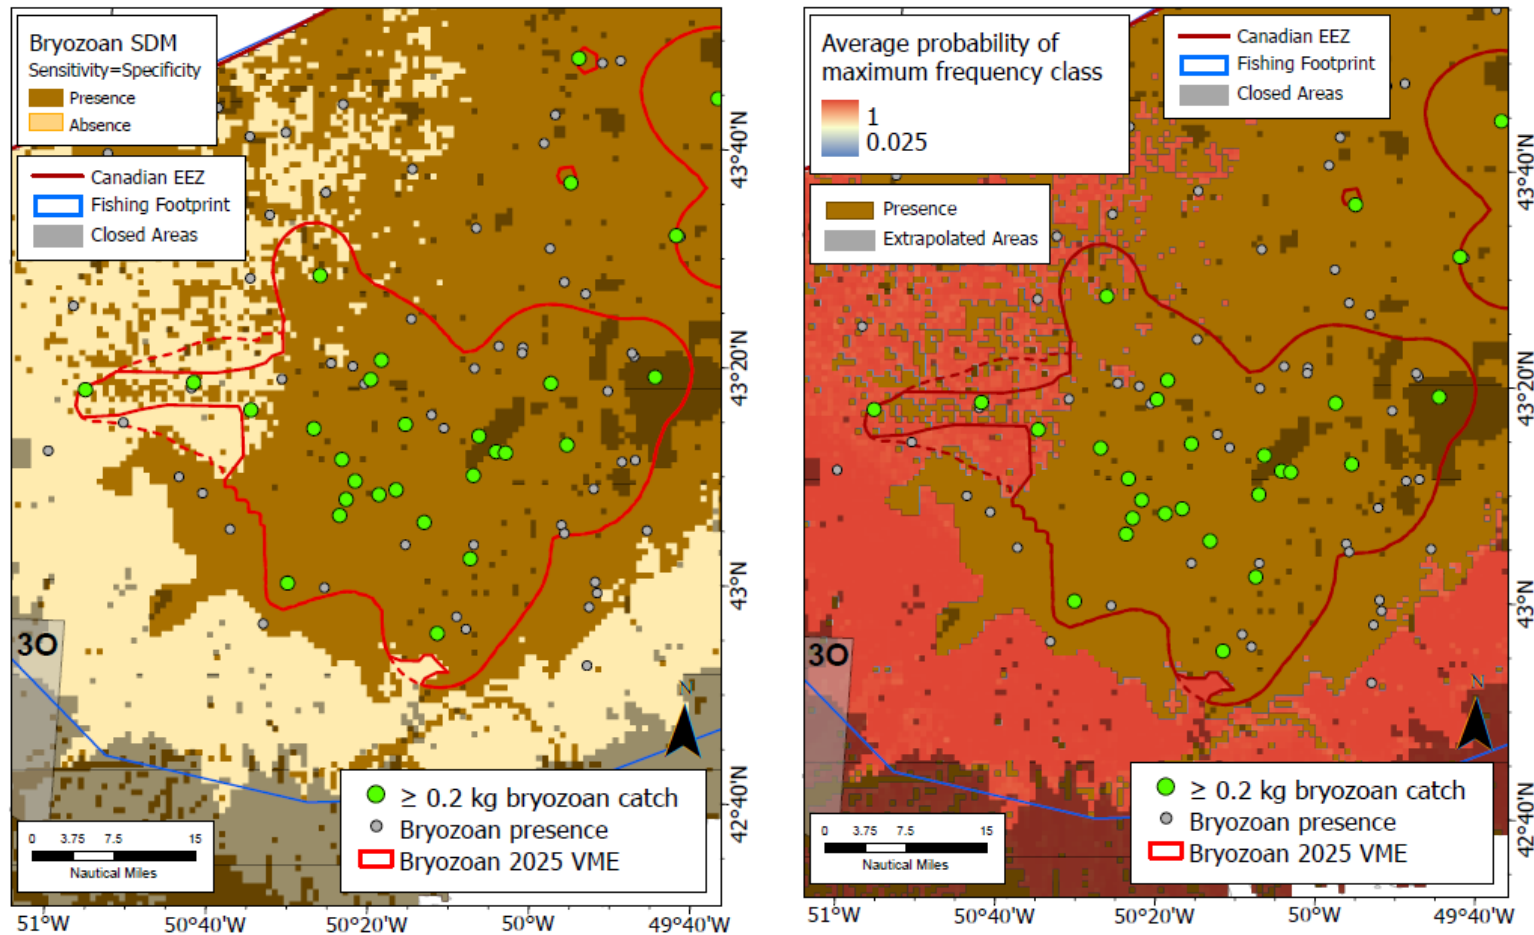 Bryozoan SDM
Sensitivity=Specificity
Presence
Absence
Canadian EEZ
Fishing Footprint
Closed Areas
3O
N
0 3.75 7.5 15
Nautical Miles
≥ 0.2 kg bryozoan catch
Bryozoan presence
Bryozoan 2025 VME
43°40'N
43°20'N
43°N
42°40'N
51°W 50°40'W 50°20'W 50°W 49°40'W
Average probability of
maximum frequency class
1
0.025
Canadian EEZ
Fishing Footprint
Closed Areas
Presence
Extrapolated Areas
3O
N
0 3.75 7.5 15
Nautical Miles
≥ 0.2 kg bryozoan catch
Bryozoan presence
Bryozoan 2025 VME
43°40'N
43°20'N
43°N
42°40'N
51°W 50°40'W 50°20'W 50°W 49°40'W